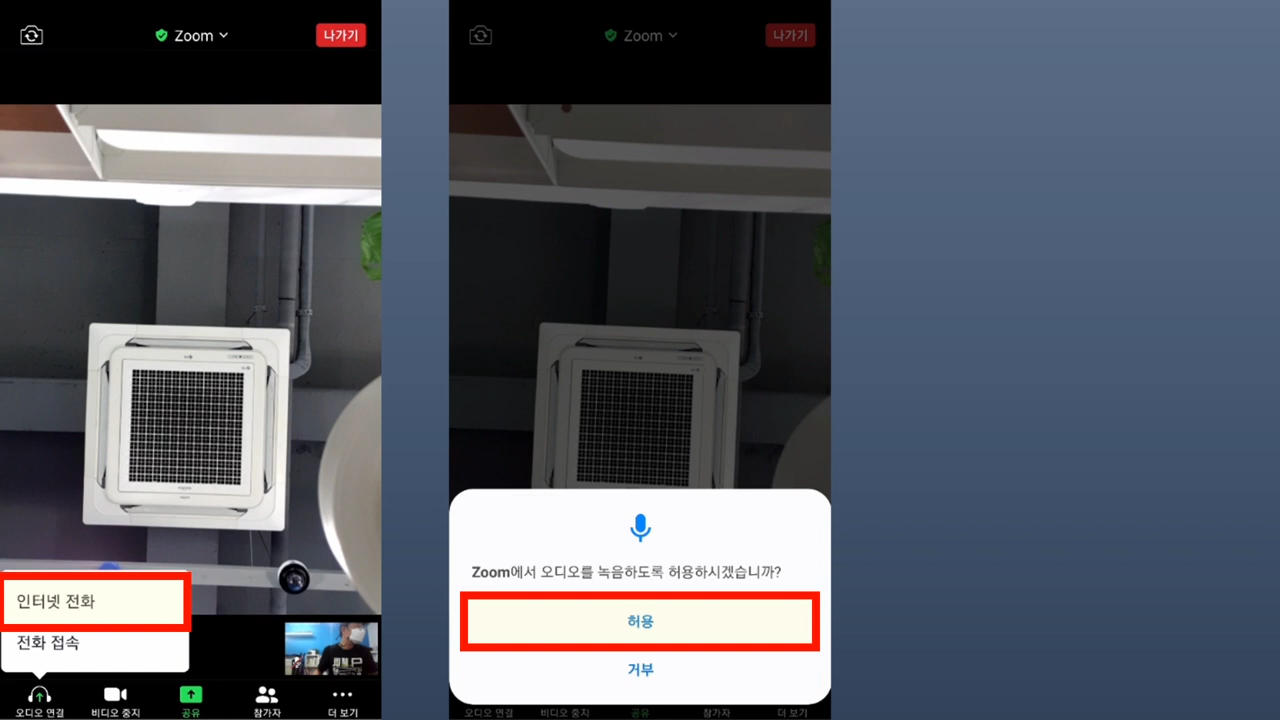 Zoom
나가기
인터넷 전화
전화 접속
오디오 연결
비디오 중지
공유
참가자
더 보기
Zoom
나가기
Zoom에서 오디오를 녹음하도록 허용하시겠습니까?
허용
거부
오디오 연결
비디오 중지
공유
참가자
더 보기